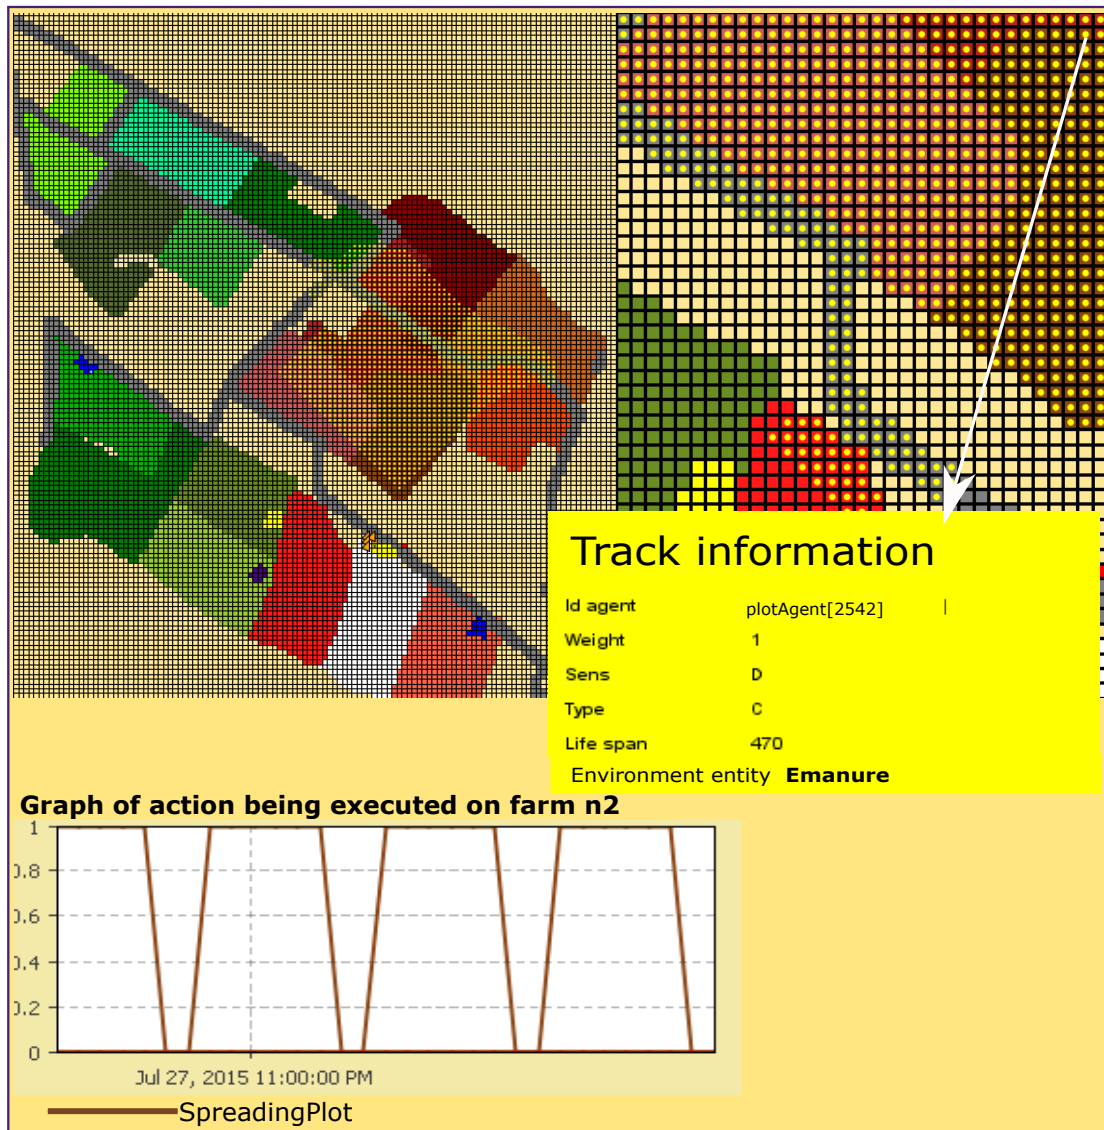 Track information
Id agent plotAgent[2542] |
Weight 1
Sens D
Type C
Life span 470
Environment entity Emanure
Graph of action being executed on farm n2
1
0.8
0.6
0.4
0.2
0
Jul 27, 2015 11:00:00 PM
SpreadingPlot